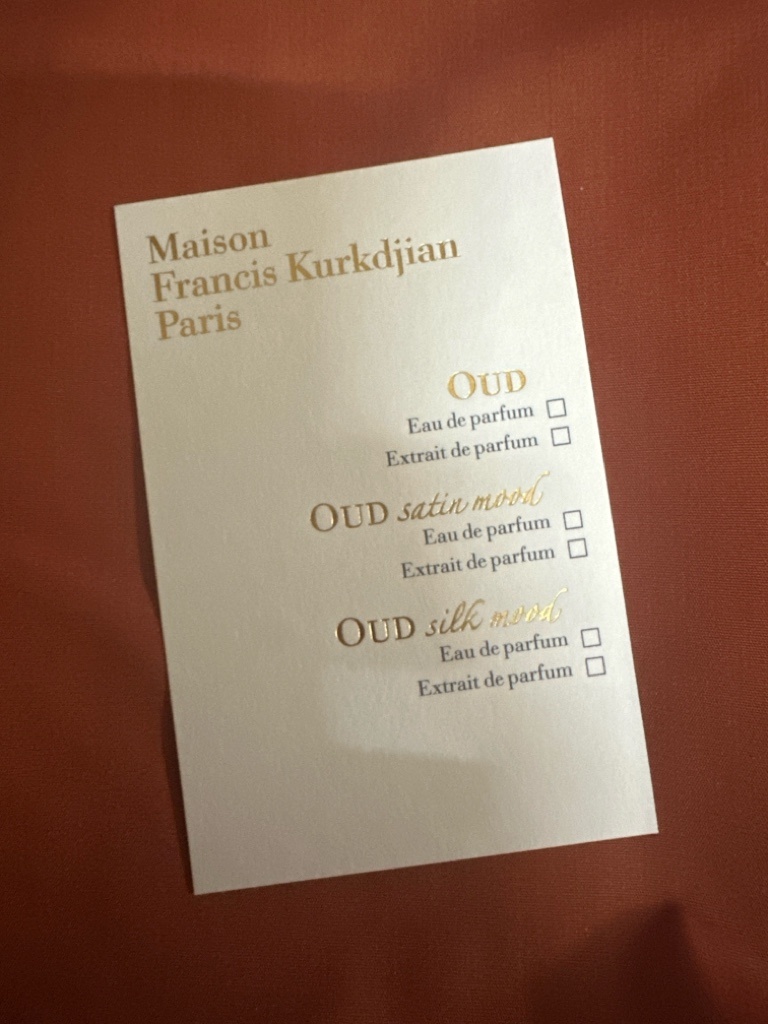 Maison
Francis Kurkdjian
Paris
OUD
Eau de parfum ☐
Extrait de parfum ☐
OUD satin mood
Eau de parfum ☐
Extrait de parfum ☐
OUD silk mood
Eau de parfum ☐
Extrait de parfum ☐